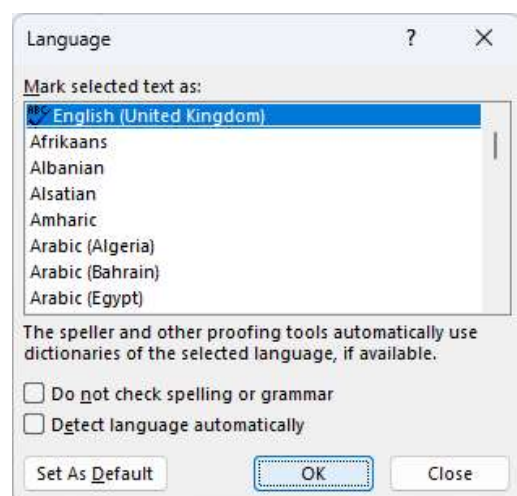 Language ? ×
Mark selected text as:
ABC English (United Kingdom)
Afrikaans
Albanian
Alsatian
Amharic
Arabic (Algeria)
Arabic (Bahrain)
Arabic (Egypt)
The speller and other proofing tools automatically use
dictionaries of the selected language, if available.
Do not check spelling or grammar
Detect language automatically
Set As Default OK Close